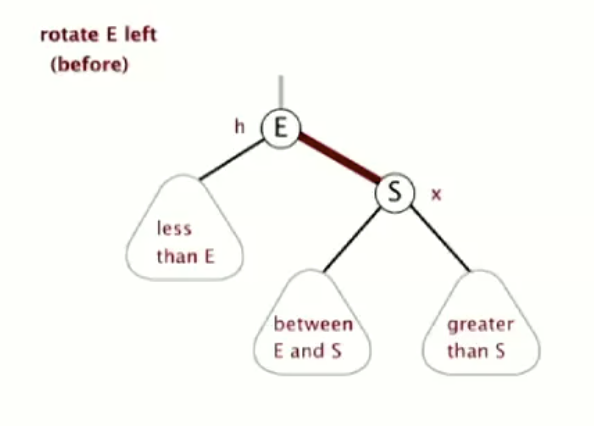 rotate E left
(before)
h
E
S
x
less
than E
between
E and S
greater
than S